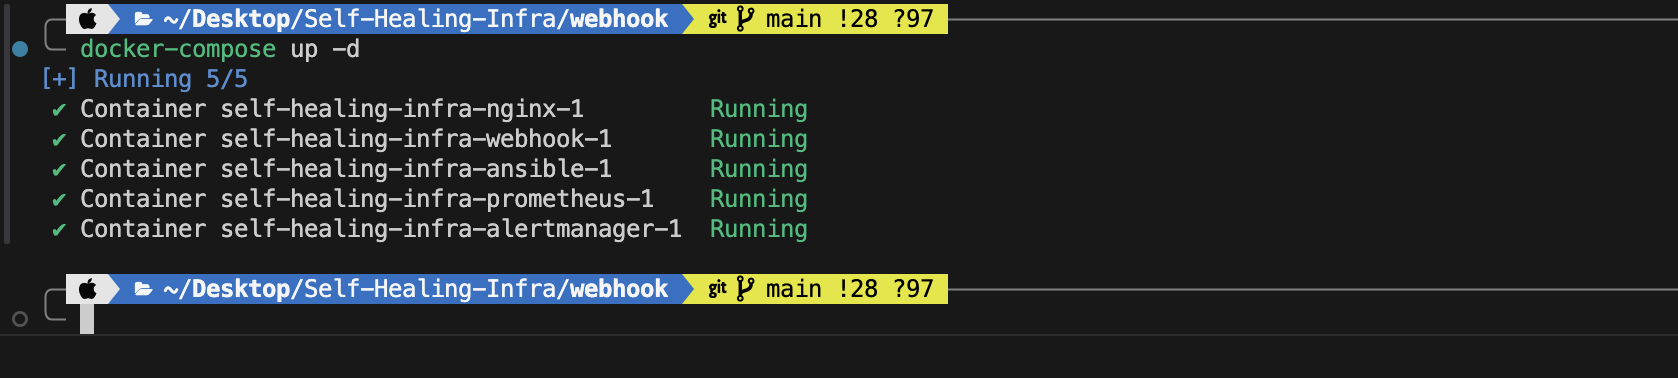 ~/Desktop/Self-Healing-Infra/webhook git main !28 ?97
docker-compose up -d
[+] Running 5/5
✔ Container self-healing-infra-nginx-1 Running
✔ Container self-healing-infra-webhook-1 Running
✔ Container self-healing-infra-ansible-1 Running
✔ Container self-healing-infra-prometheus-1 Running
✔ Container self-healing-infra-alertmanager-1 Running
~/Desktop/Self-Healing-Infra/webhook git main !28 ?97